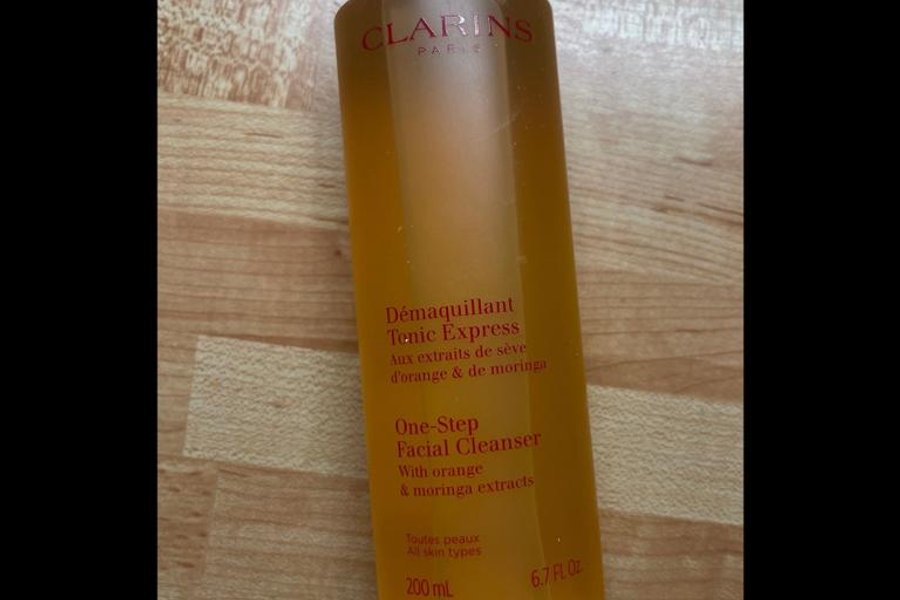 CLARINS
PARIS
Démaquillant
Tonic Express
Aux extraits de sève
d'orange & de moringa
One-Step
Facial Cleanser
With orange
& moringa extracts
Toutes peaux
All skin types
200 mL
6.7 Fl. Oz